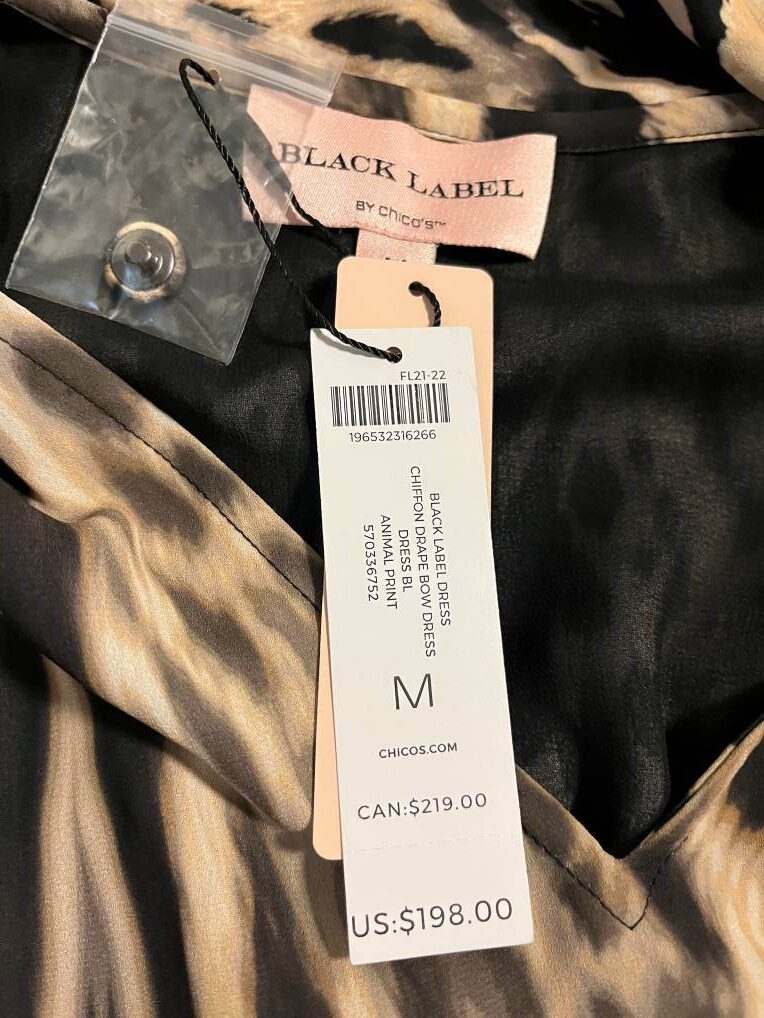 BLACK LABEL
BY chico's™
FL21-22
196532316266
BLACK LABEL DRESS
CHIFFON DRAPE BOW DRESS
DRESS BL
ANIMAL PRINT
570336752
M
CHICOS.COM
CAN:$219.00
US:$198.00